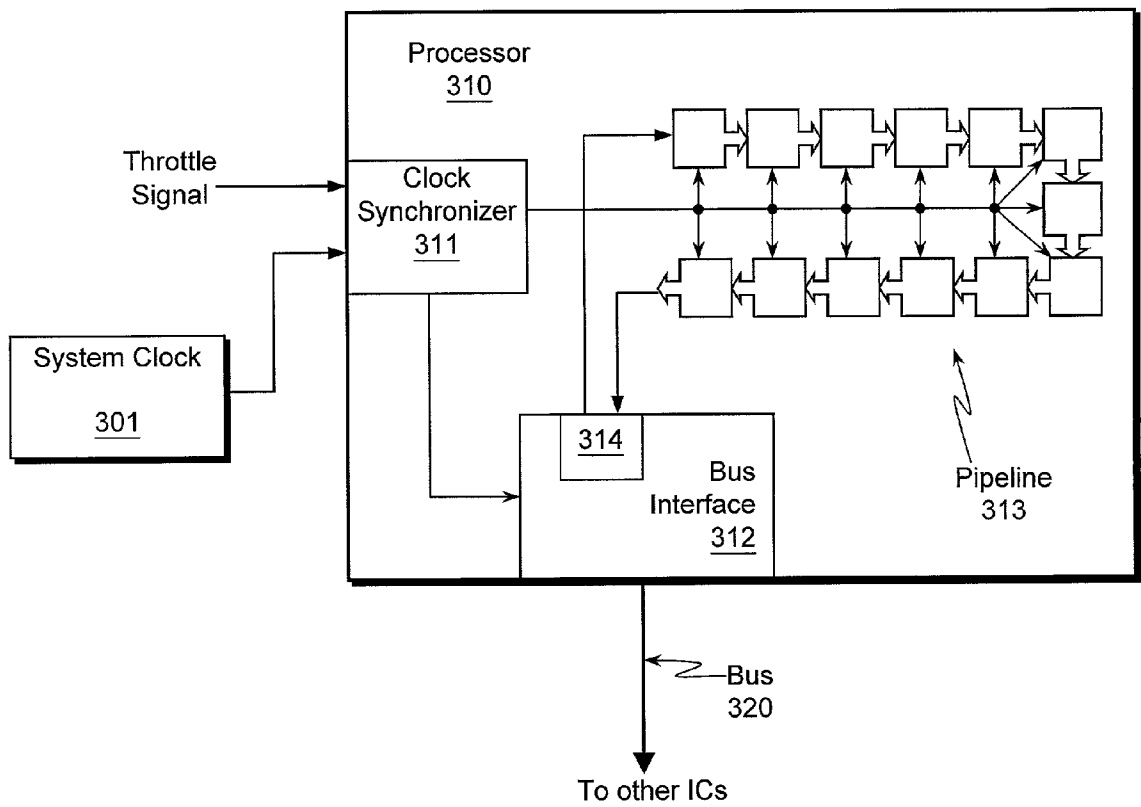 Processor
310
Throttle
Signal
Clock
Synchronizer
311
System Clock
301
314
Bus
Interface
312
Pipeline
313
Bus
320
To other ICs